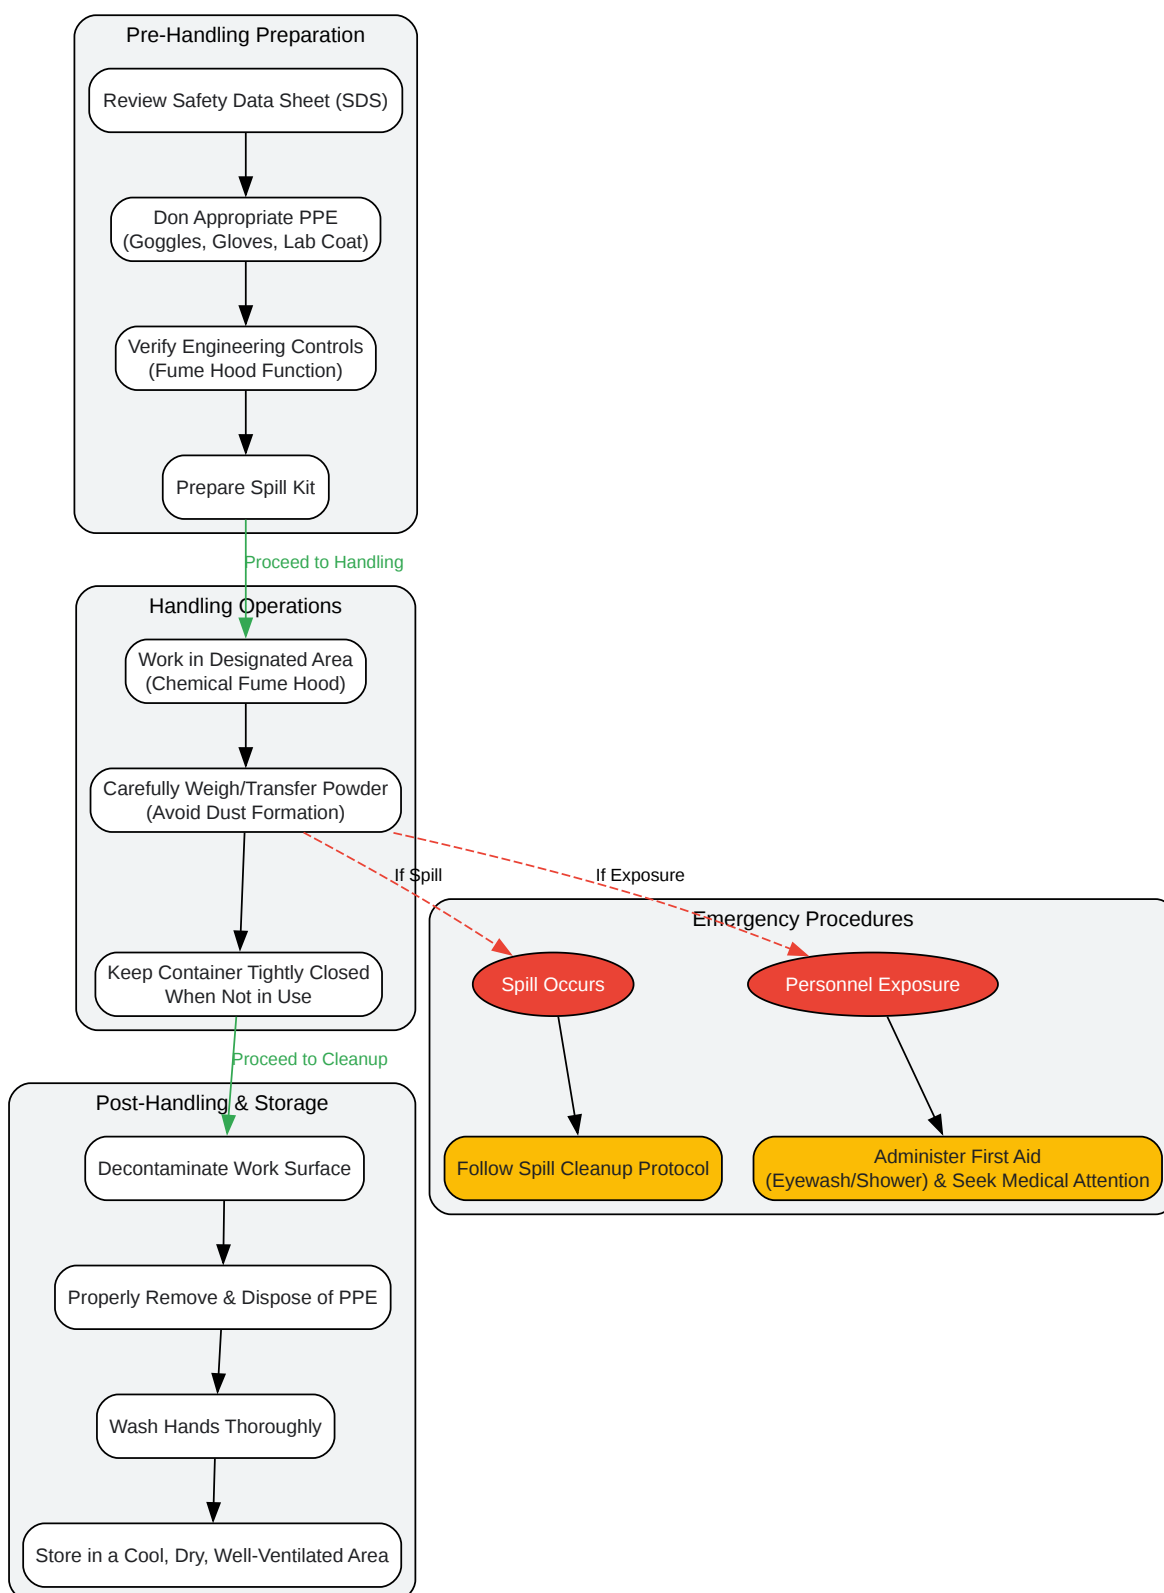 Pre-Handling Preparation
Review Safety Data Sheet (SDS)
Don Appropriate PPE
(Goggles, Gloves, Lab Coat)
Verify Engineering Controls
(Fume Hood Function)
Prepare Spill Kit
Proceed to Handling
Handling Operations
Work in Designated Area
(Chemical Fume Hood)
Carefully Weigh/Transfer Powder
(Avoid Dust Formation)
If Spill
If Exposure
Keep Container Tightly Closed
When Not in Use
Emergency Procedures
Spill Occurs
Personnel Exposure
Follow Spill Cleanup Protocol
Administer First Aid
(Eyewash/Shower) & Seek Medical Attention
Proceed to Cleanup
Post-Handling & Storage
Decontaminate Work Surface
Properly Remove & Dispose of PPE
Wash Hands Thoroughly
Store in a Cool, Dry, Well-Ventilated Area